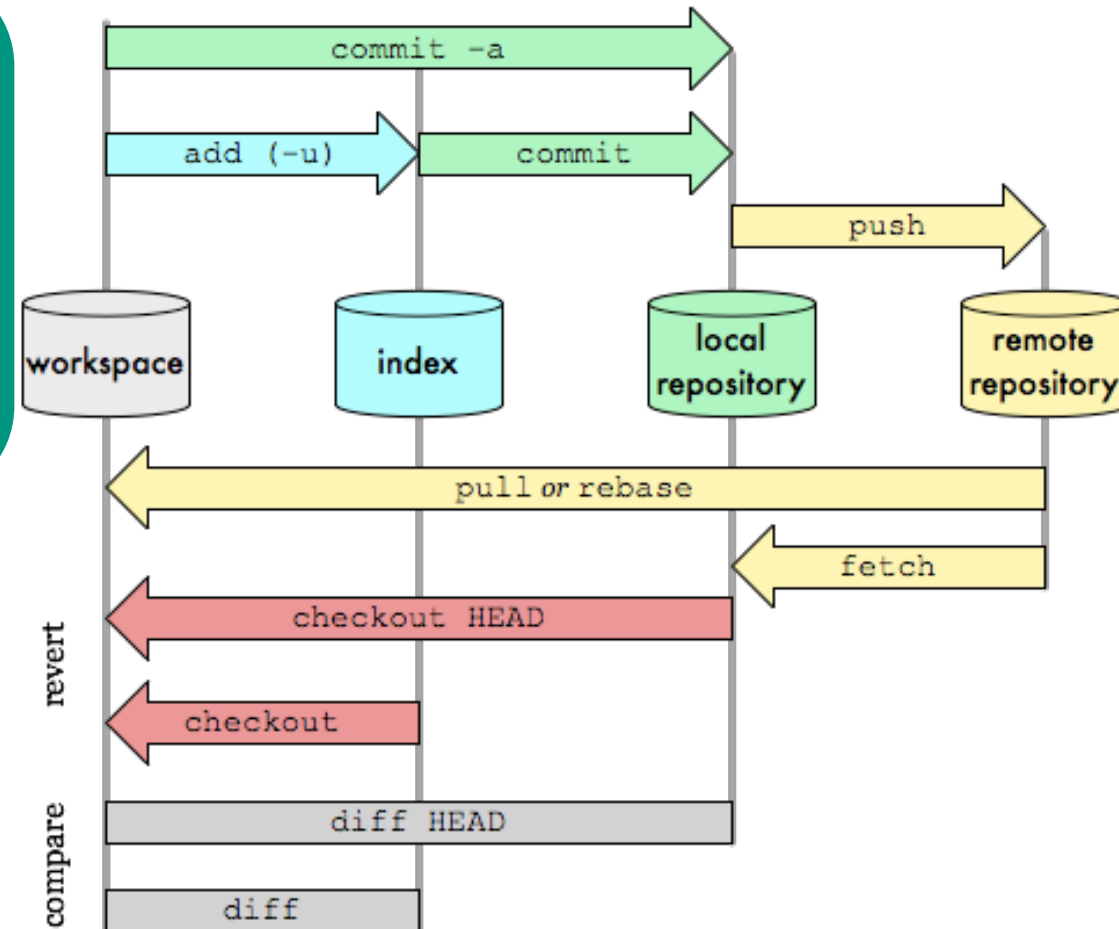 commit -a
add (-u)
commit
push
workspace
index
local
repository
remote
repository
pull or rebase
fetch
revert
checkout HEAD
checkout
compare
diff HEAD
diff